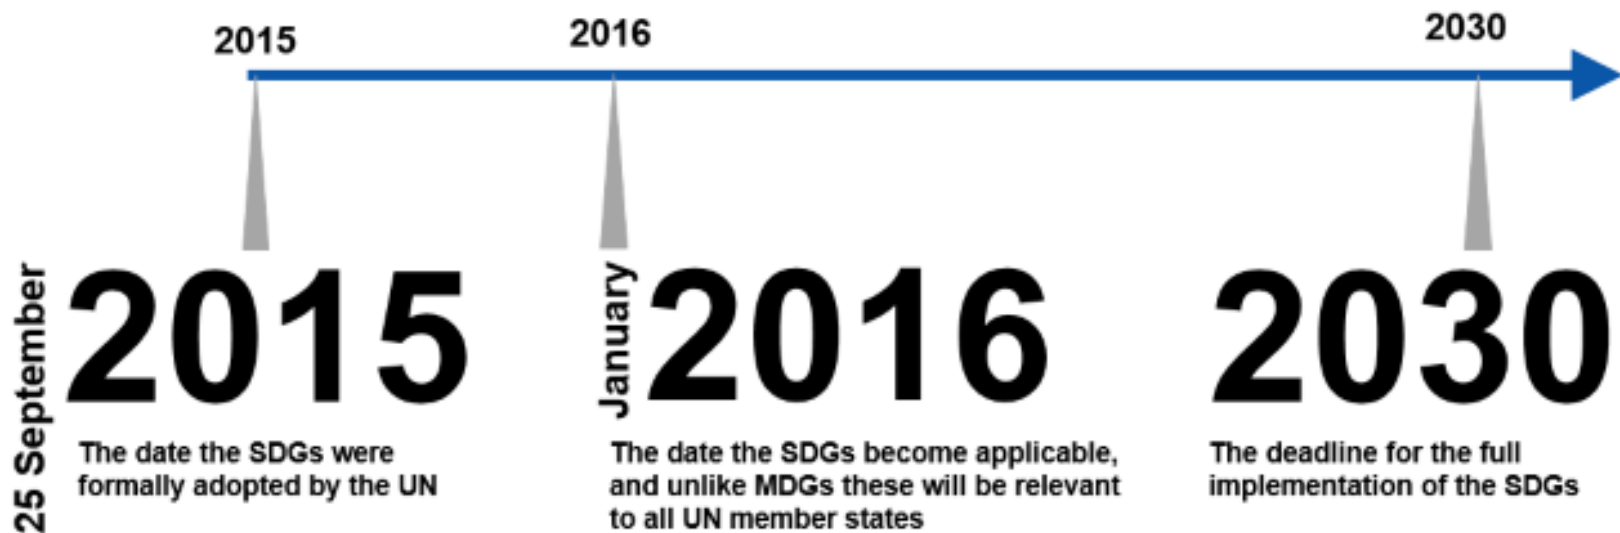 2015
2016
2030
25 September
2015
The date the SDGs were
formally adopted by the UN
January
2016
The date the SDGs become applicable,
and unlike MDGs these will be relevant
to all UN member states
2030
The deadline for the full
implementation of the SDGs